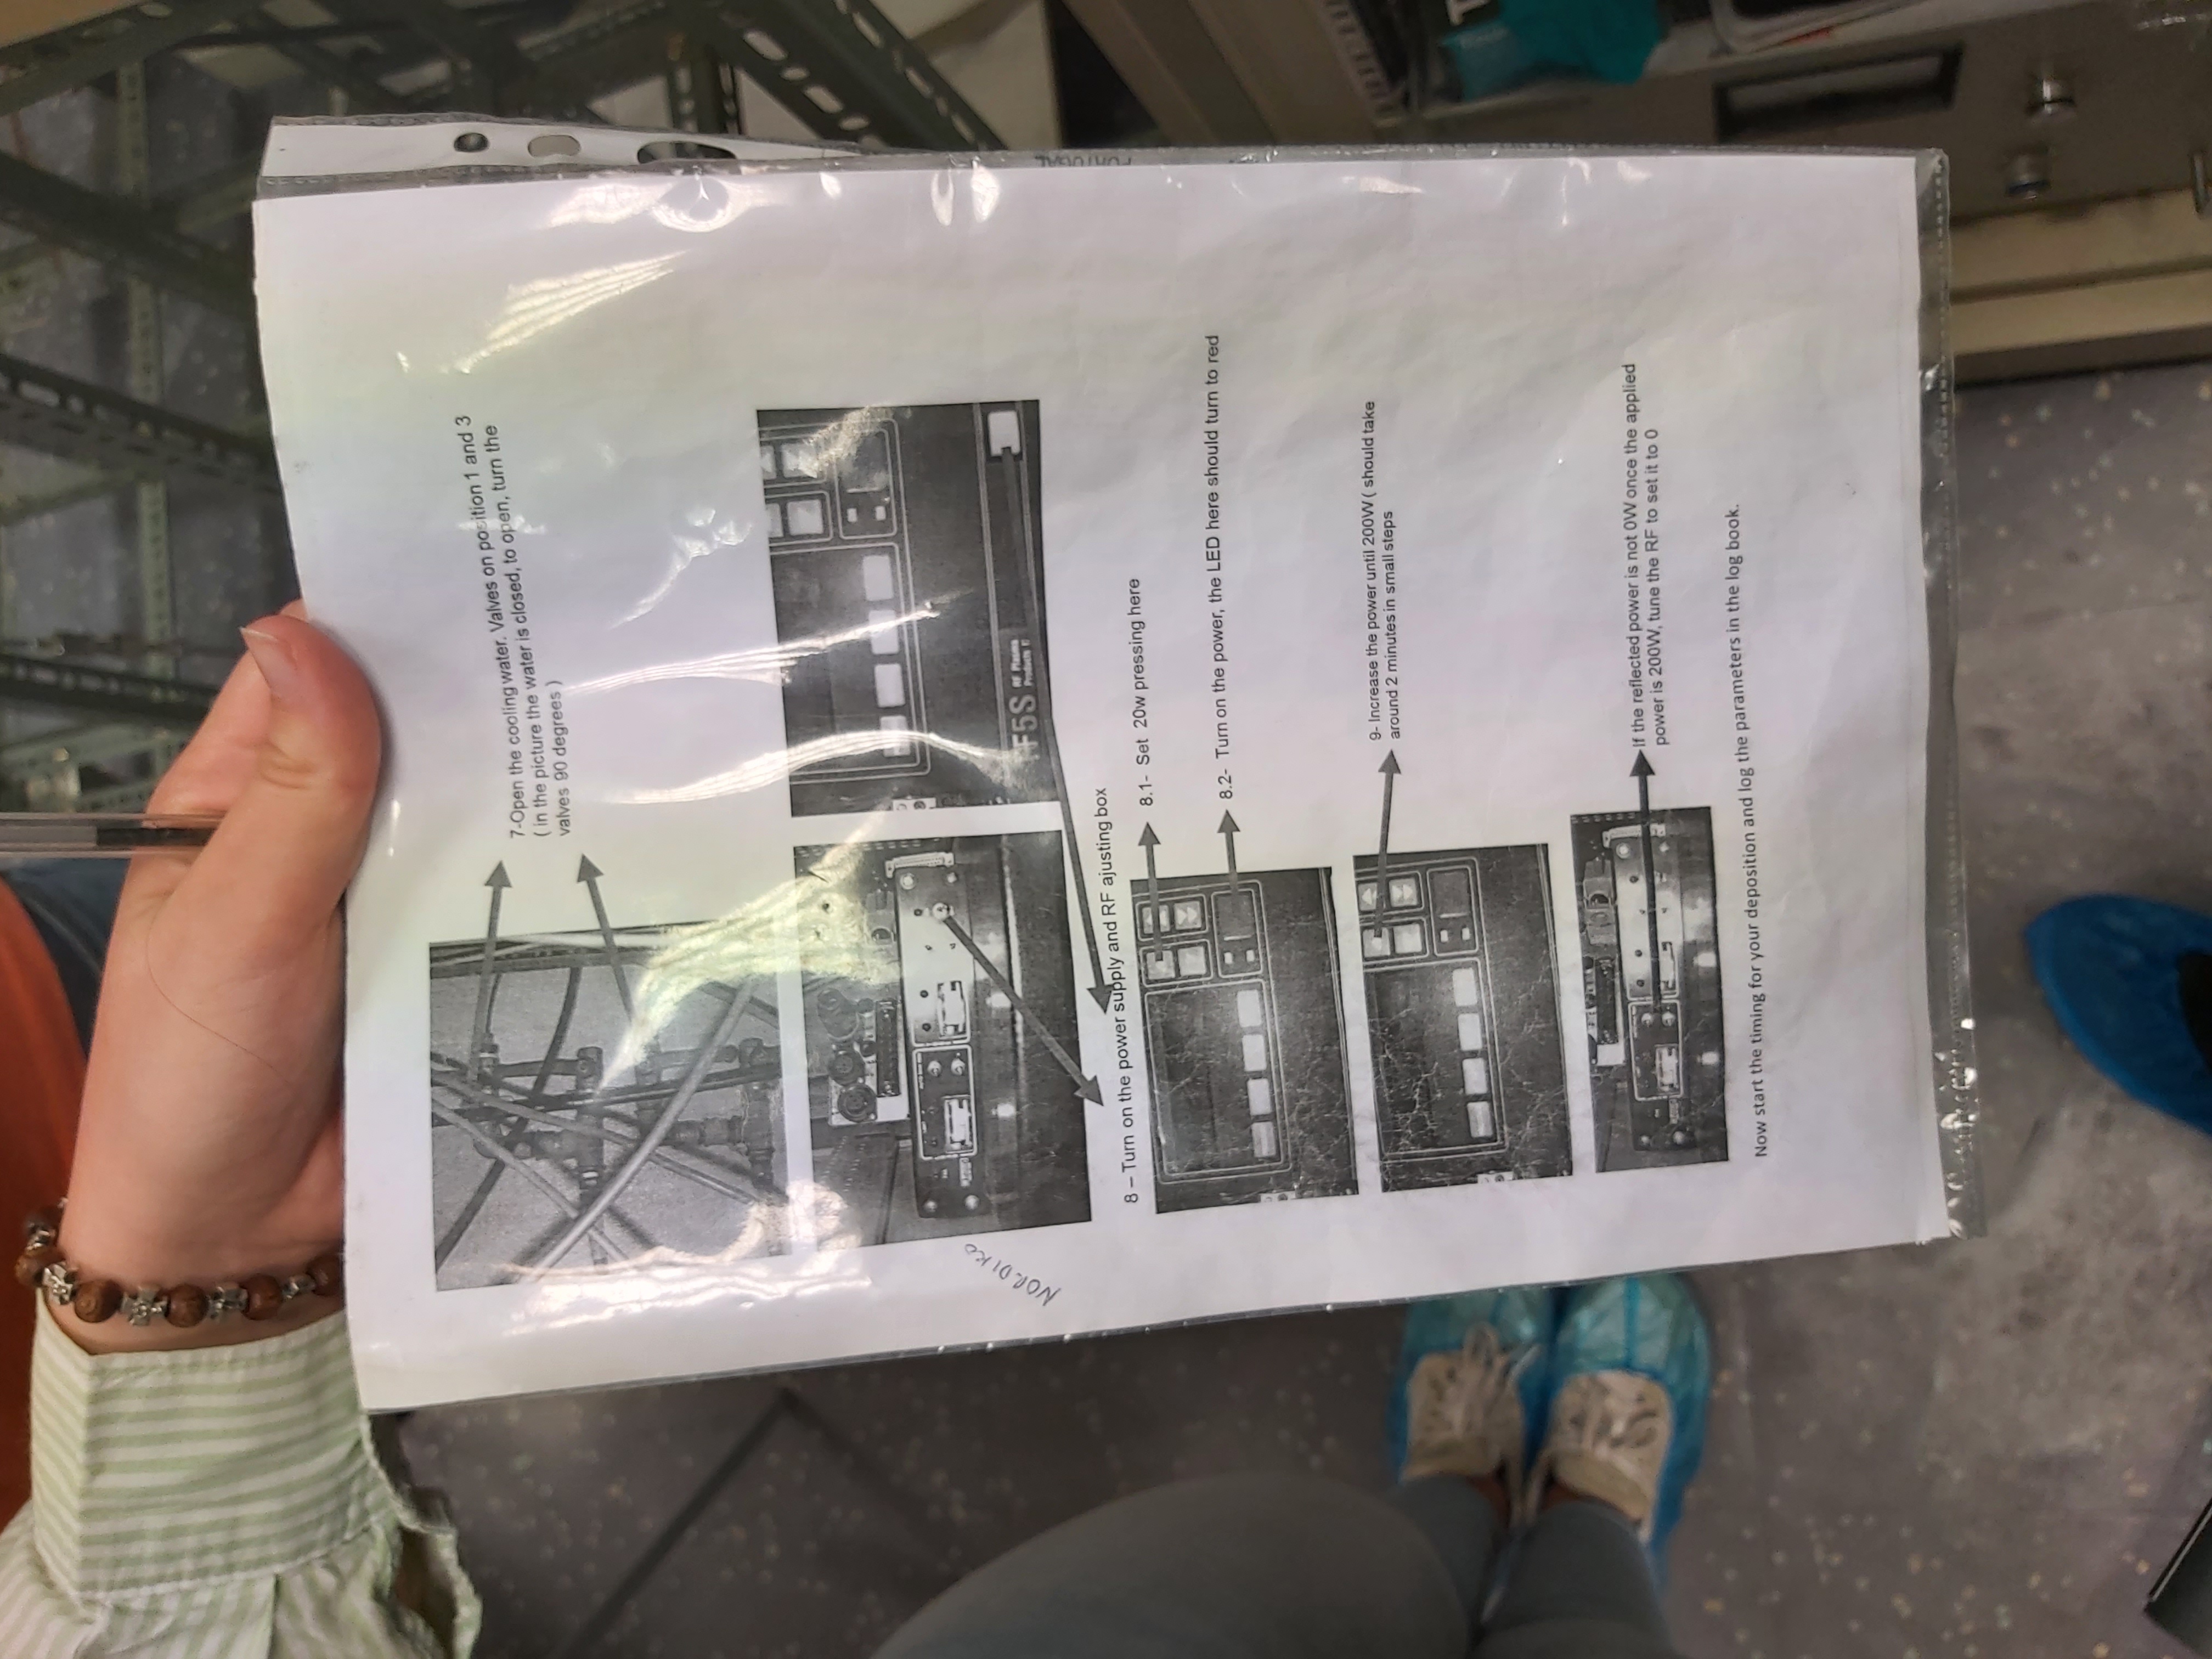 7-Open the cooling water. Valves on position 1 and 3
( in the picture the water is closed, to open, turn the
valves 90 degrees )
NORDIKO
F5S RF Plasma
Products
8 – Turn on the power supply and RF ajusting box
8.1- Set 20w pressing here
8.2- Turn on the power, the LED here should turn to red
9- Increase the power until 200W ( should take
around 2 minutes in small steps
If the reflected power is not 0W once the applied
power is 200W, tune the RF to set it to 0
Now start the timing for your deposition and log the parameters in the log book.
PORTUGAL